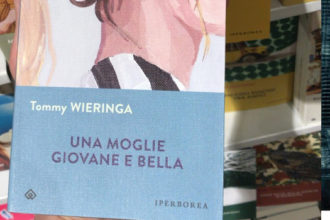 Tommy WIERINGA
UNA MOGLIE
GIOVANE E BELLA
IPERBOREA